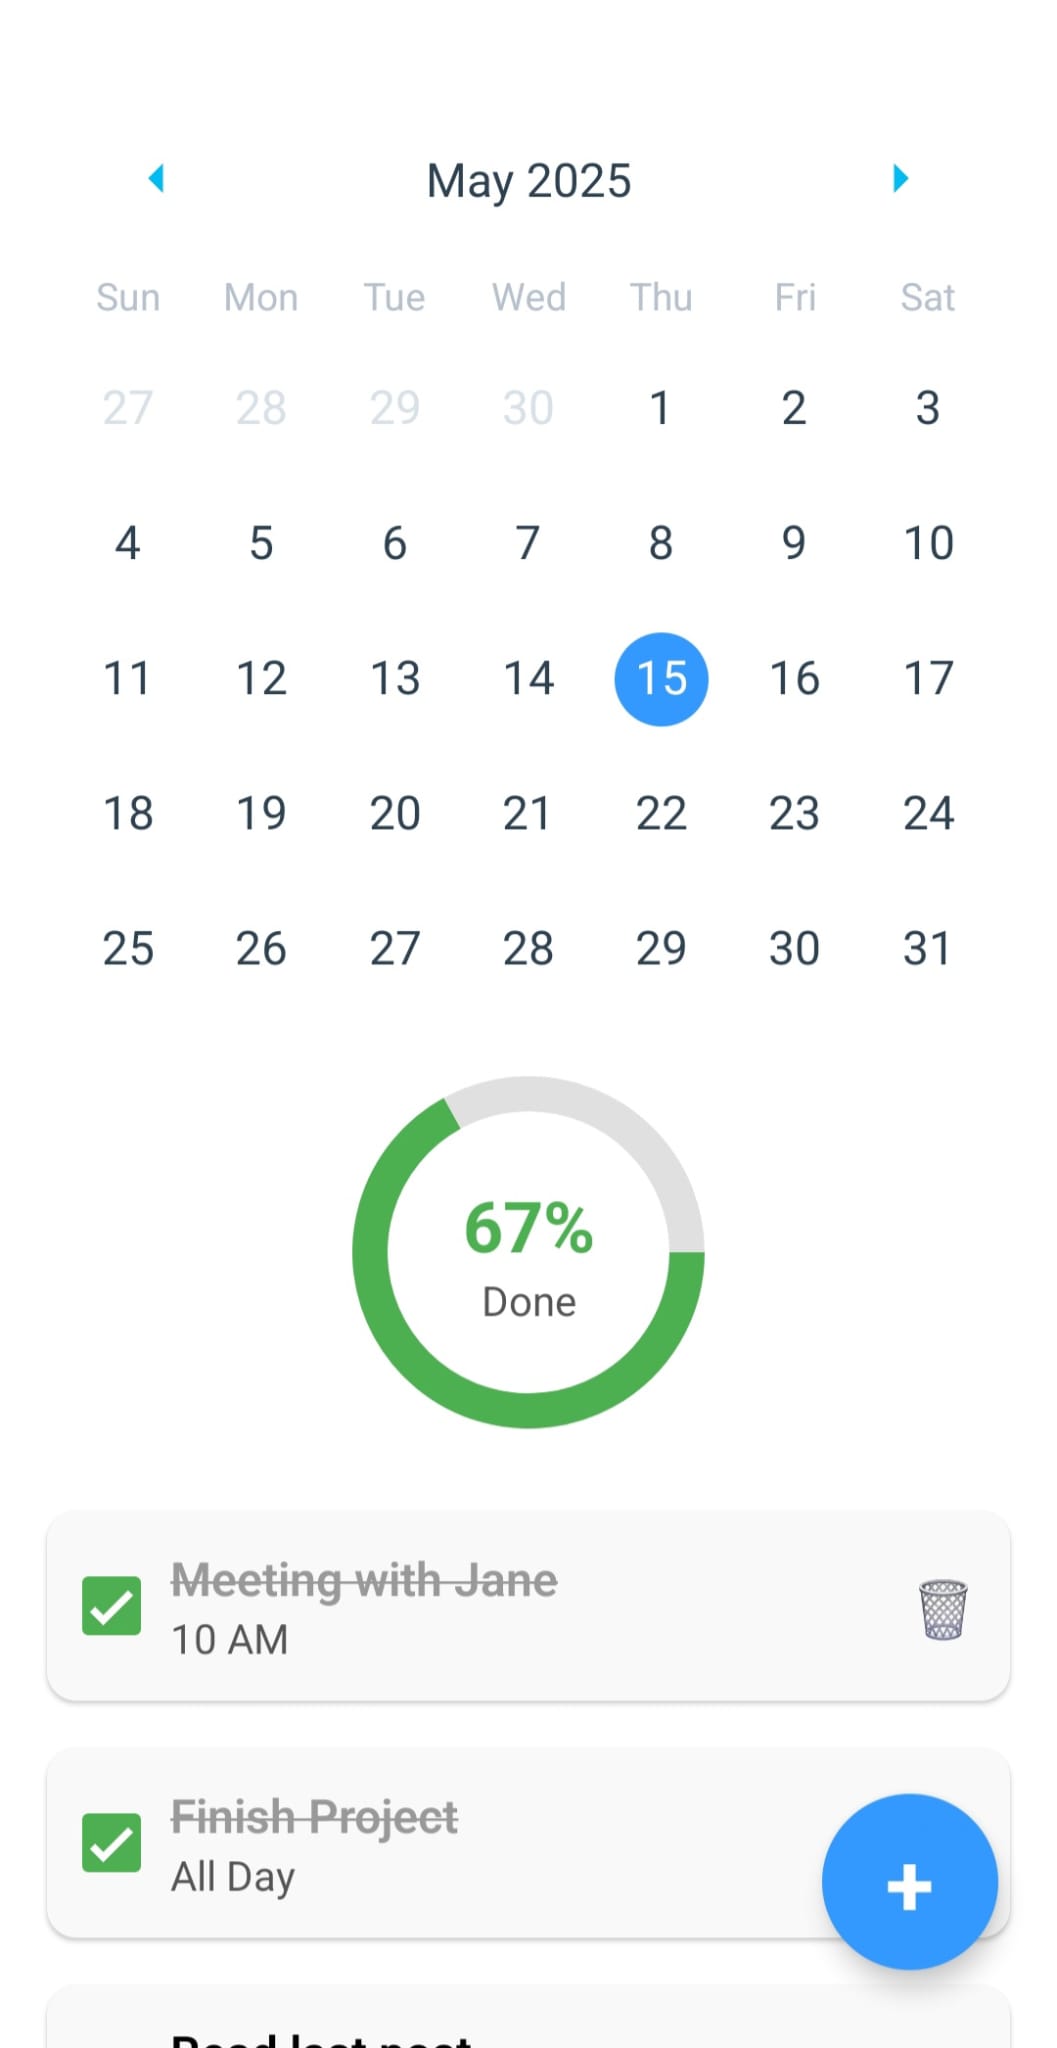 May 2025
Sun Mon Tue Wed Thu Fri Sat
27 28 29 30 1 2 3
4 5 6 7 8 9 10
11 12 13 14 15 16 17
18 19 20 21 22 23 24
25 26 27 28 29 30 31
67%
Done
Meeting with Jane
10 AM
Finish Project
All Day
+